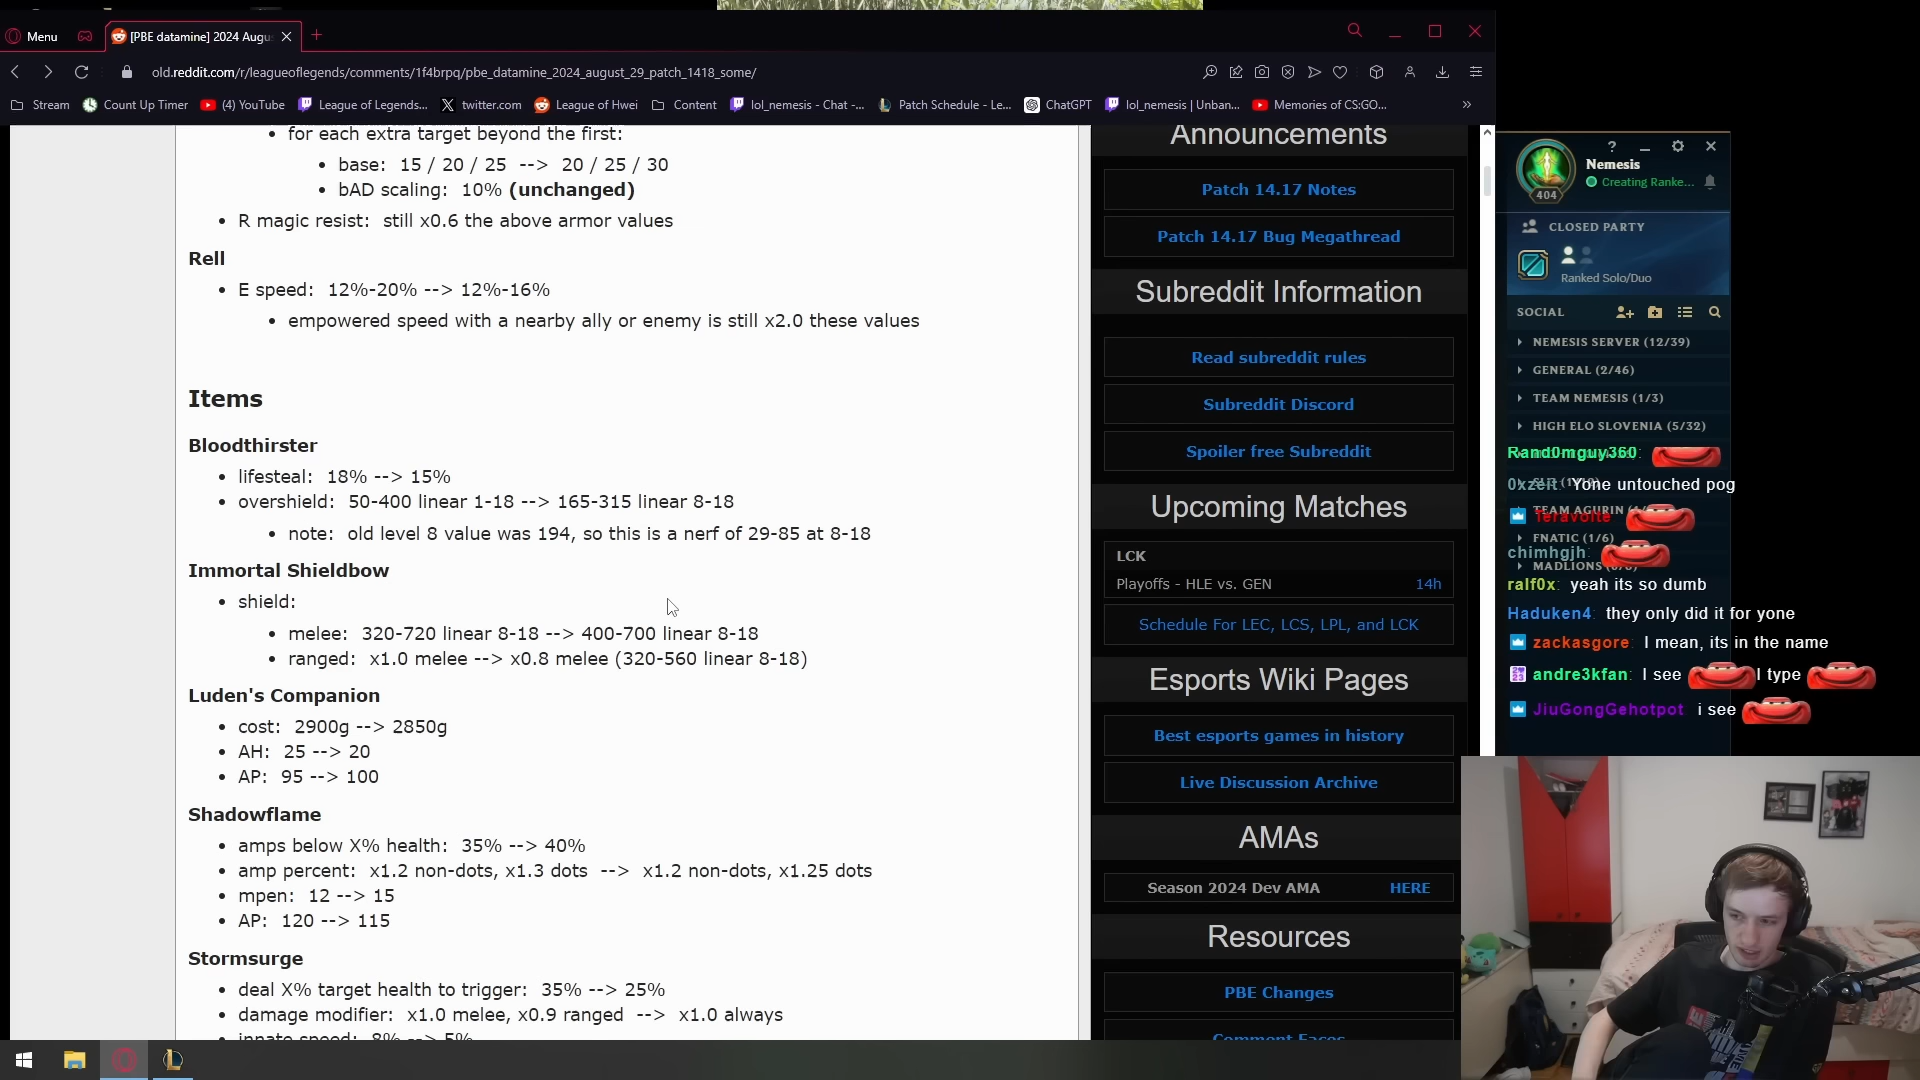 Menu
[PBE datamine] 2024 Augu
old.reddit.com/r/leagueoflegends/comments/1f4brpq/pbe_datamine_2024_august_29_patch_1418_some/
Stream
Count Up Timer
(4) YouTube
League of Legends...
twitter.com
League of Hwei
Content
lol_nemesis - Chat -...
Patch Schedule - Le...
ChatGPT
lol_nemesis | Unban...
Memories of CS:GO...
for each extra target beyond the first:
base: 15 / 20 / 25 --> 20 / 25 / 30
bAD scaling: 10% (unchanged)
R magic resist: still x0.6 the above armor values
Rell
E speed: 12%-20% --> 12%-16%
empowered speed with a nearby ally or enemy is still x2.0 these values
Items
Bloodthirster
lifesteal: 18% --> 15%
overshield: 50-400 linear 1-18 --> 165-315 linear 8-18
note: old level 8 value was 194, so this is a nerf of 29-85 at 8-18
Immortal Shieldbow
shield:
melee: 320-720 linear 8-18 --> 400-700 linear 8-18
ranged: x1.0 melee --> x0.8 melee (320-560 linear 8-18)
Luden's Companion
cost: 2900g --> 2850g
AH: 25 --> 20
AP: 95 --> 100
Shadowflame
amps below X% health: 35% --> 40%
amp percent: x1.2 non-dots, x1.3 dots --> x1.2 non-dots, x1.25 dots
mpen: 12 --> 15
AP: 120 --> 115
Stormsurge
deal X% target health to trigger: 35% --> 25%
damage modifier: x1.0 melee, x0.9 ranged --> x1.0 always
innate speed: 8% --> 5%
Announcements
Patch 14.17 Notes
Patch 14.17 Bug Megathread
Subreddit Information
Read subreddit rules
Subreddit Discord
Spoiler free Subreddit
Upcoming Matches
LCK
Playoffs - HLE vs. GEN 14h
Schedule For LEC, LCS, LPL, and LCK
Esports Wiki Pages
Best esports games in history
Live Discussion Archive
AMAs
Season 2024 Dev AMA HERE
Resources
PBE Changes
Comment Faces
Nemesis
Creating Ranke...
404
CLOSED PARTY
Ranked Solo/Duo
SOCIAL
NEMESIS SERVER (12/39)
GENERAL (2/46)
TEAM NEMESIS (1/3)
HIGH ELO SLOVENIA (5/32)
Rand0mguy360:
0xzeit: Yone untouched pog
TEAM AGURIN
Teravolte
FNATIC (1/6)
chimhgjh:
MADLIONS
ralf0x: yeah its so dumb
Haduken4: they only did it for yone
zackasgore: I mean, its in the name
andre3kfan: I see I type
JiuGongGehotpot i see